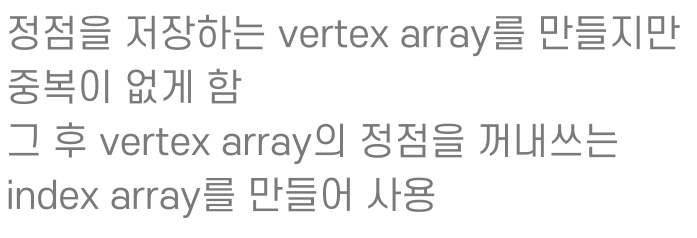 정점을 저장하는 vertex array를 만들지만
중복이 없게 함
그 후 vertex array의 정점을 꺼내쓰는
index array를 만들어 사용